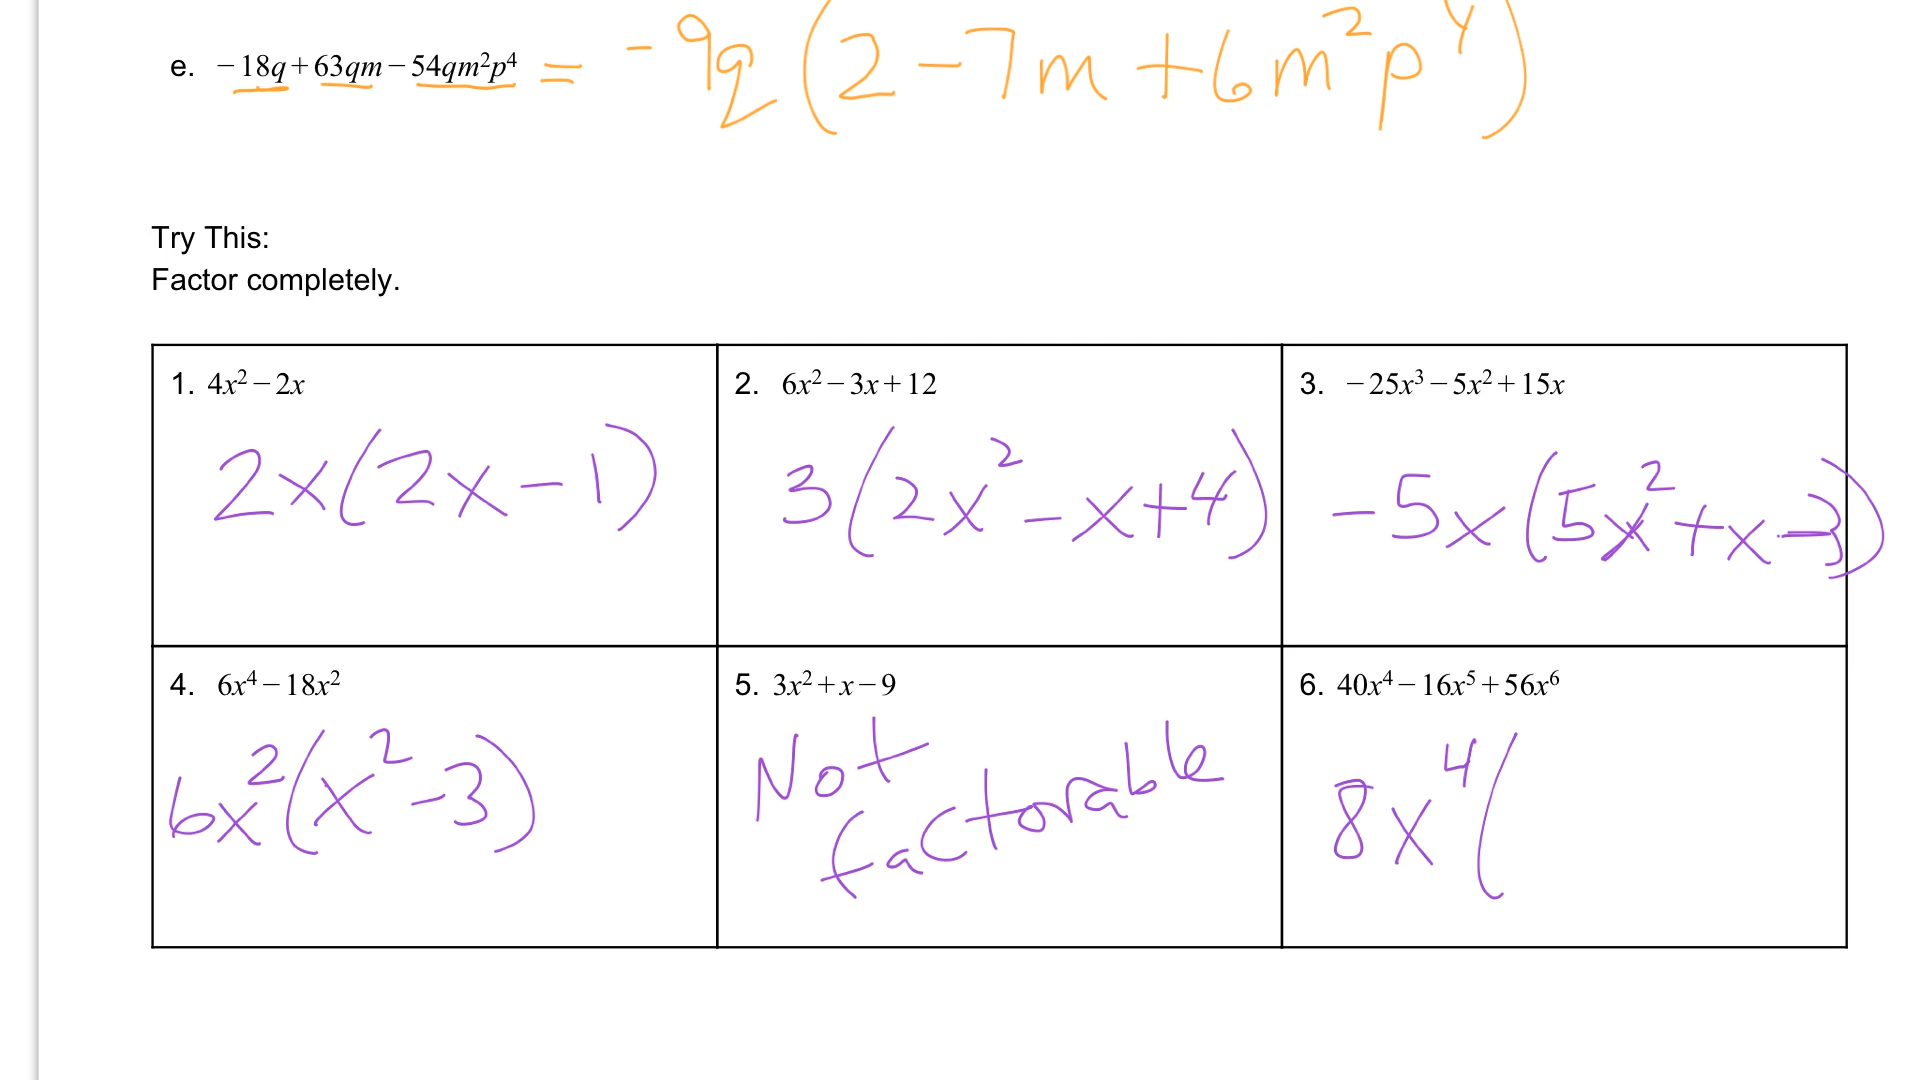 e. −18q+63qm−54qm²p⁴ = -9q(2-7m+6m²p⁴)
Try This:
Factor completely.
1. 4x²−2x
2x(2x-1)
2. 6x²−3x+12
3(2x²-x+4)
3. −25x³−5x²+15x
-5x(5x²+x-3)
4. 6x⁴−18x²
6x²(x²-3)
5. 3x²+x−9
Not
factorable
6. 40x⁴−16x⁵+56x⁶
8x⁴(